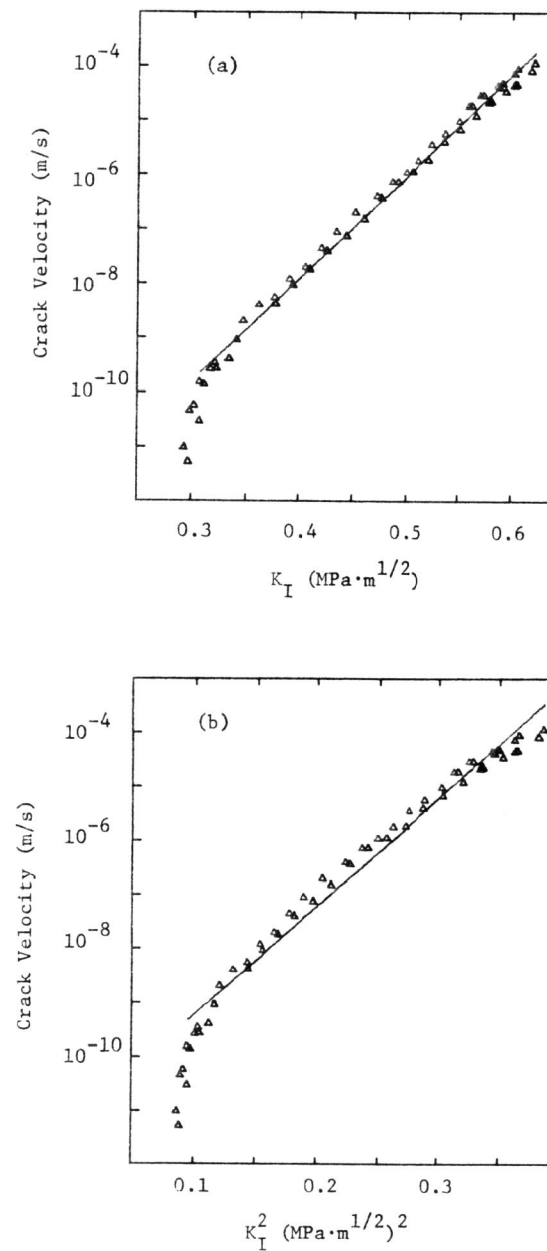 (a)
10^-4
10^-6
10^-8
10^-10
Crack Velocity (m/s)
0.3 0.4 0.5 0.6
K_I (MPa·m^1/2)
(b)
10^-4
10^-6
10^-8
10^-10
Crack Velocity (m/s)
0.1 0.2 0.3
K_I^2 (MPa·m^1/2)^2